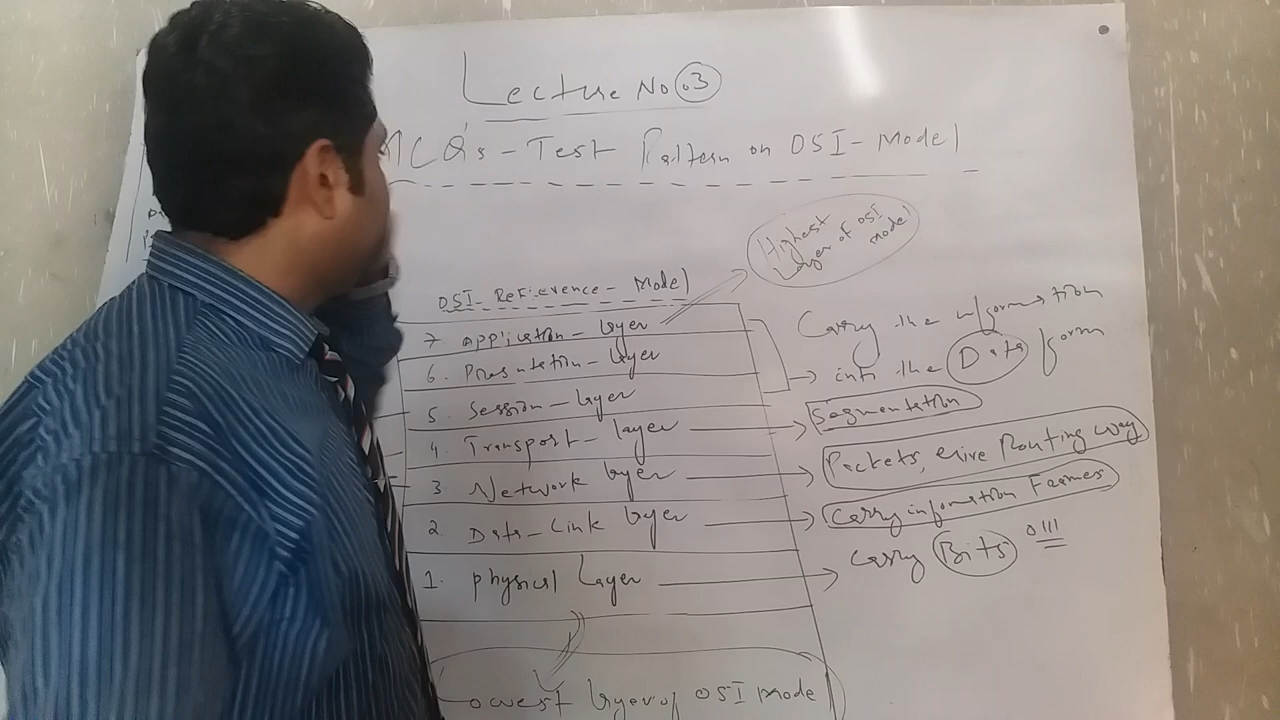 Lecture No 03
MCQ's - Test Pattern on OSI - Model
Highest
Layer of OSI
Model
OSI - Refierence - Model
7 Application - layer
6. Presentation - layer
5. Session - layer
4. Transport - layer
3 Network layer
2. Data - Link layer
1. Physical Layer
Carry the information
into the Data form
Segmentation
Packets, Give Routing way
Carry information Frames
Carry Bits 0111
Lowest layer of OSI Model